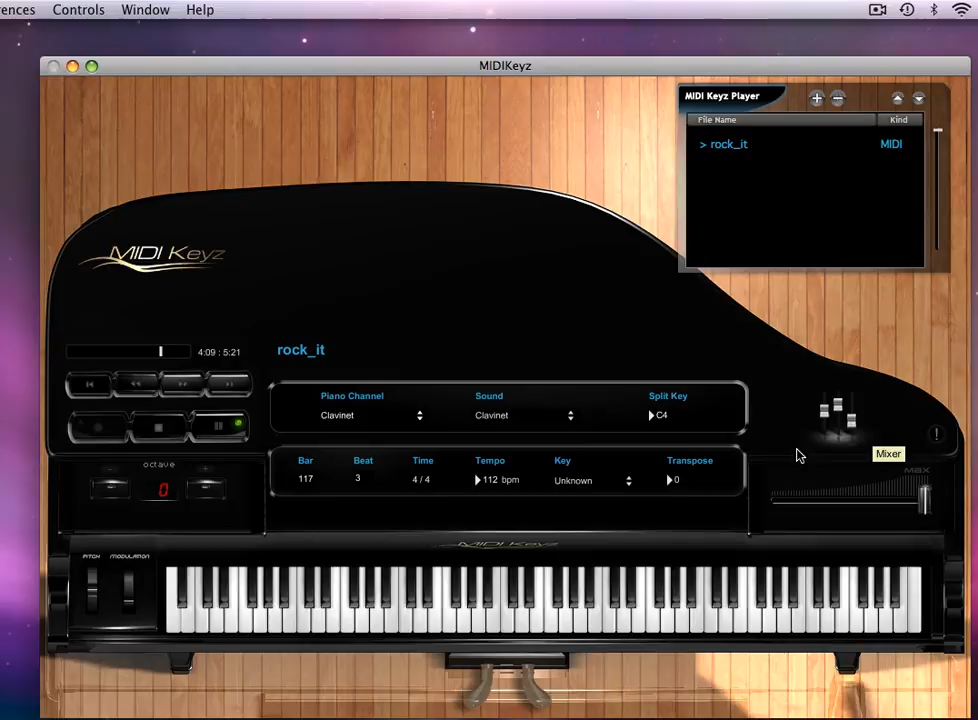 rences Controls Window Help
MIDIKeyz
MIDI Keyz Player
File Name Kind
> rock_it MIDI
MIDI Keyz
4:09 : 5:21
rock_it
Piano Channel Sound Split Key
Clavinet Clavinet C4
Mixer
octave
0
Bar Beat Time Tempo Key Transpose
117 3 4 / 4 112 bpm Unknown 0
MAX
MIDI Keyz
PITCH MODULATION